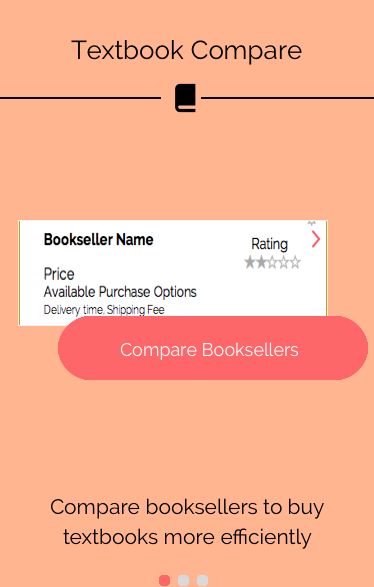 Textbook Compare
Bookseller Name
Rating
Price
Available Purchase Options
Delivery time, Shipping Fee
Compare Booksellers
Compare booksellers to buy
textbooks more efficiently